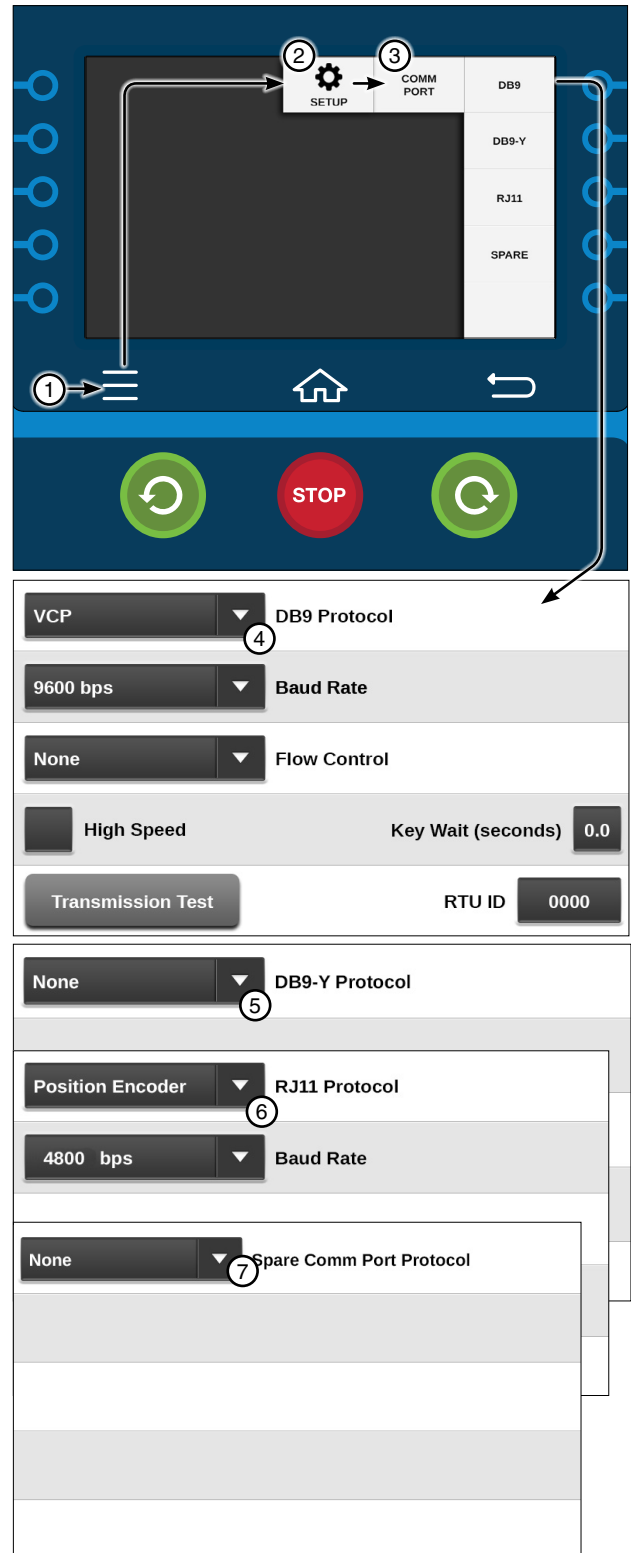 2
3
SETUP
COMM
PORT
DB9
DB9-Y
RJ11
SPARE
1
STOP
VCP
DB9 Protocol
4
9600 bps
Baud Rate
None
Flow Control
High Speed
Key Wait (seconds)
0.0
Transmission Test
RTU ID
0000
None
DB9-Y Protocol
5
Position Encoder
RJ11 Protocol
6
4800 bps
Baud Rate
None
Spare Comm Port Protocol
7